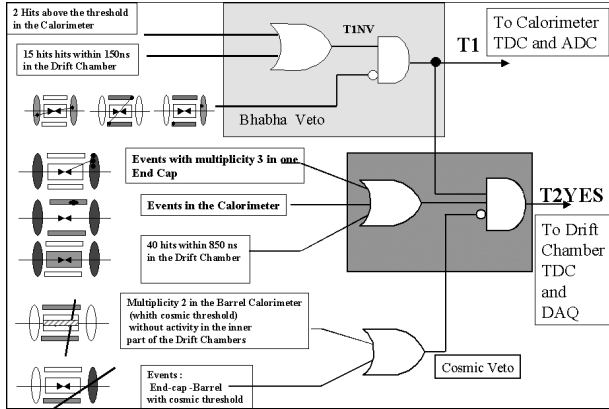 2 Hits above the threshold
in the Calorimeter
T1NV
To Calorimeter
TDC and ADC
T1
15 hits hits within 150ns
in the Drift Chamber
Bhabha Veto
Events with multiplicity 3 in one
End Cap
T2YES
Events in the Calorimeter
To Drift
Chamber
TDC
and
DAQ
40 hits within 850 ns
in the Drift Chamber
Multiplicity 2 in the Barrel Calorimeter
(whith cosmic threshold)
without activity in the inner
part of the Drift Chambers
Cosmic Veto
Events :
End-cap -Barrel
with cosmic threshold